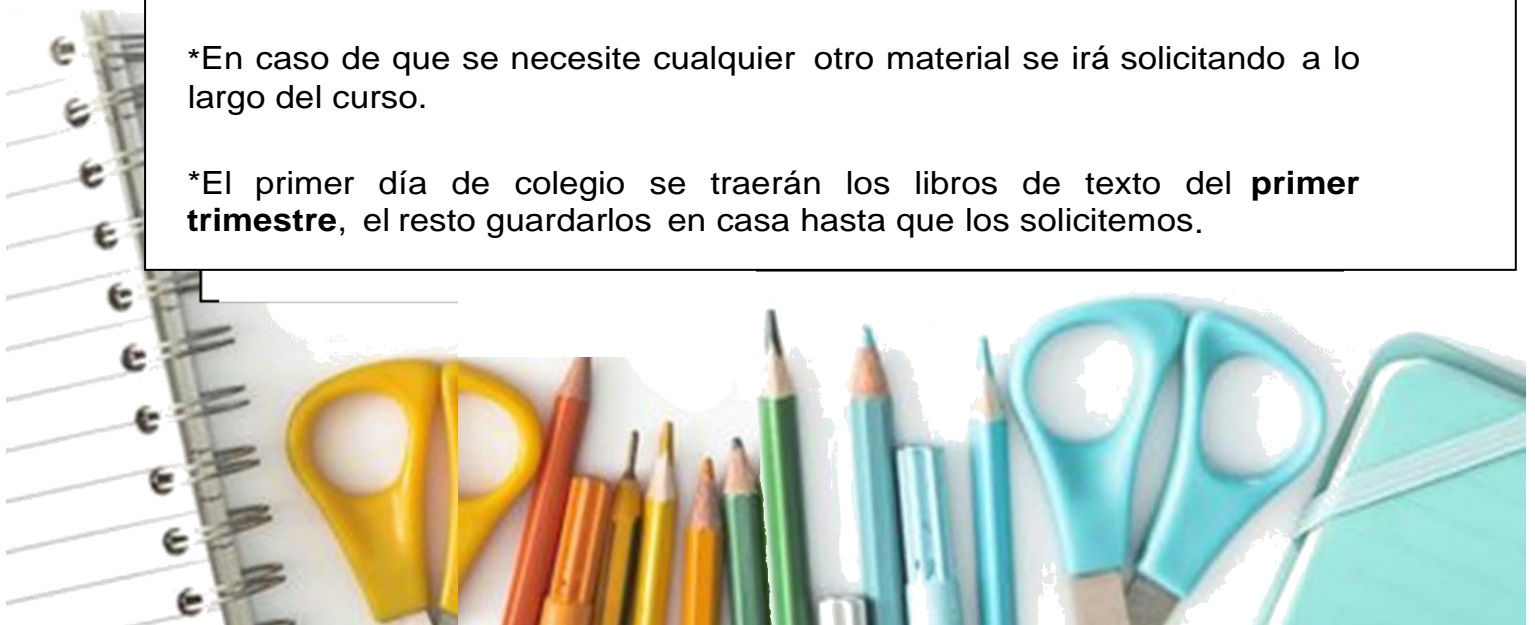 *En caso de que se necesite cualquier otro material se irá solicitando a lo
largo del curso.
*El primer día de colegio se traerán los libros de texto del primer
trimestre, el resto guardarlos en casa hasta que los solicitemos.